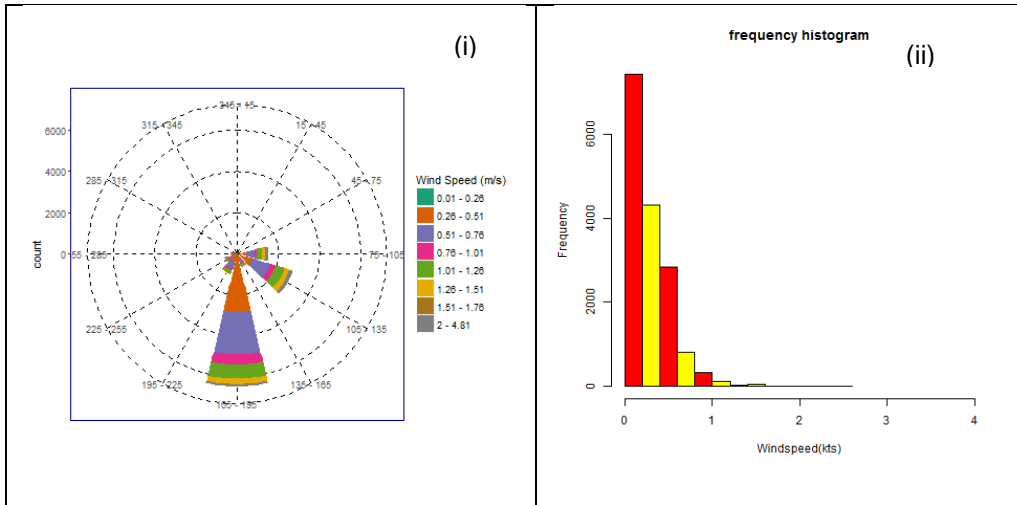 (i)
345 - 15
315 - 345
15 - 45
6000
285 - 315
45 - 75
4000
2000
0
255 - 285
75 - 105
count
225 - 255
105 - 135
195 - 225
135 - 165
165 - 195
Wind Speed (m/s)
0.01 - 0.26
0.26 - 0.51
0.51 - 0.76
0.76 - 1.01
1.01 - 1.26
1.26 - 1.51
1.51 - 1.76
2 - 4.81
frequency histogram
(ii)
Frequency
6000
4000
2000
0
0 1 2 3 4
Windspeed(kts)